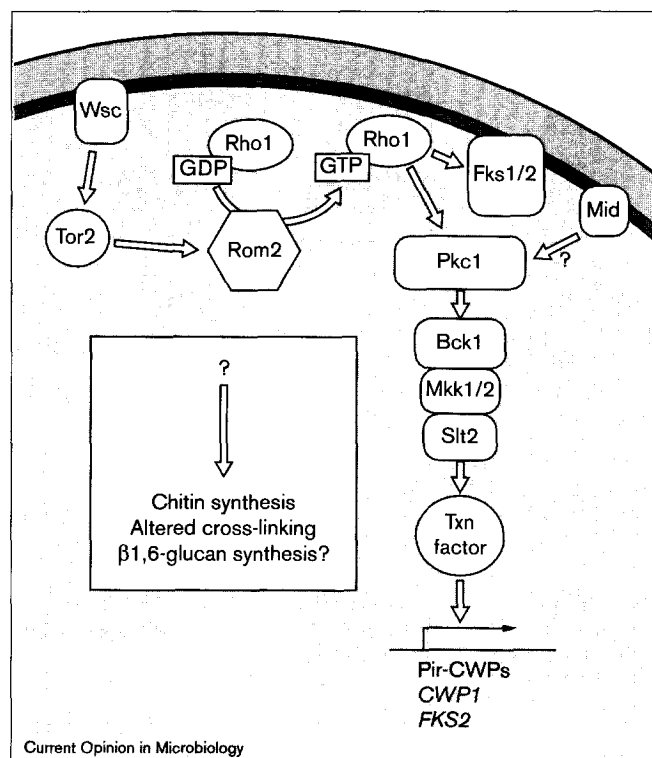 Wsc
Rho1
GDP
Rho1
GTP
Fks1/2
Mid
Tor2
Rom2
Pkc1
?
Bck1
Mkk1/2
Slt2
?
Chitin synthesis
Altered cross-linking
β1,6-glucan synthesis?
Txn
factor
Pir-CWPs
CWP1
FKS2
Current Opinion in Microbiology